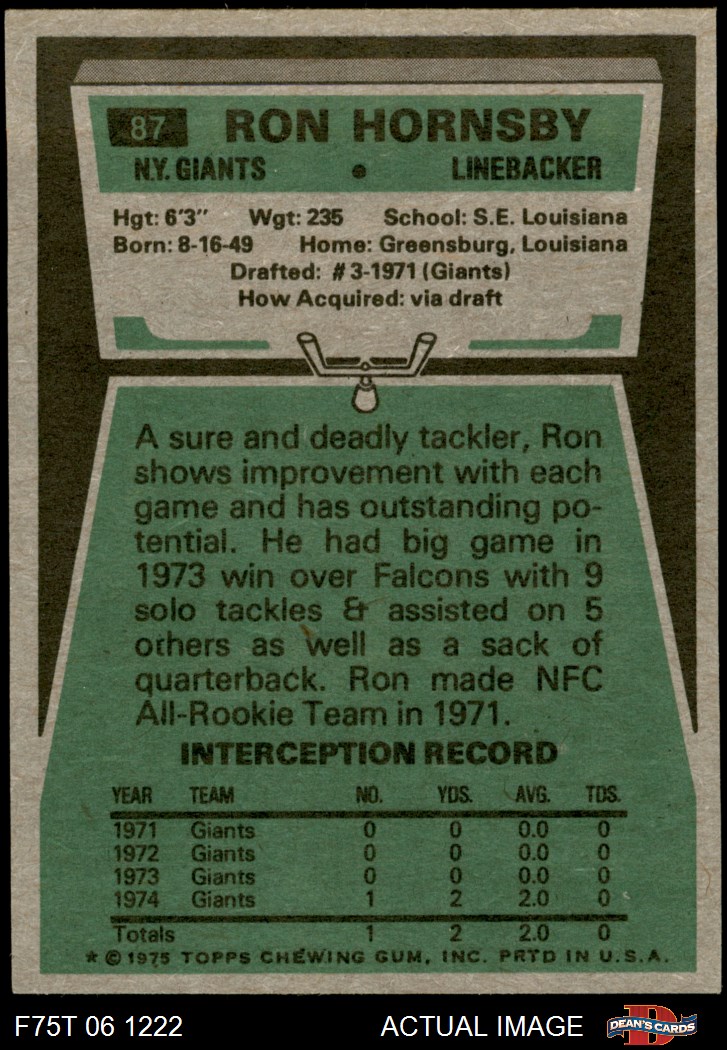 87 RON HORNSBY
N.Y. GIANTS • LINEBACKER
Hgt: 6'3" Wgt: 235 School: S.E. Louisiana
Born: 8-16-49 Home: Greensburg, Louisiana
Drafted: #3-1971 (Giants)
How Acquired: via draft
A sure and deadly tackler, Ron
shows improvement with each
game and has outstanding po-
tential. He had big game in
1973 win over Falcons with 9
solo tackles & assisted on 5
others as well as a sack of
quarterback. Ron made NFC
All-Rookie Team in 1971.
INTERCEPTION RECORD
YEAR TEAM NO. YDS. AVG. TDS.
1971 Giants 0 0 0.0 0
1972 Giants 0 0 0.0 0
1973 Giants 0 0 0.0 0
1974 Giants 1 2 2.0 0
Totals 1 2 2.0 0
* © 1975 TOPPS CHEWING GUM, INC. PRTD IN U.S.A.
F75T 06 1222 ACTUAL IMAGE D DEAN'S CARDS